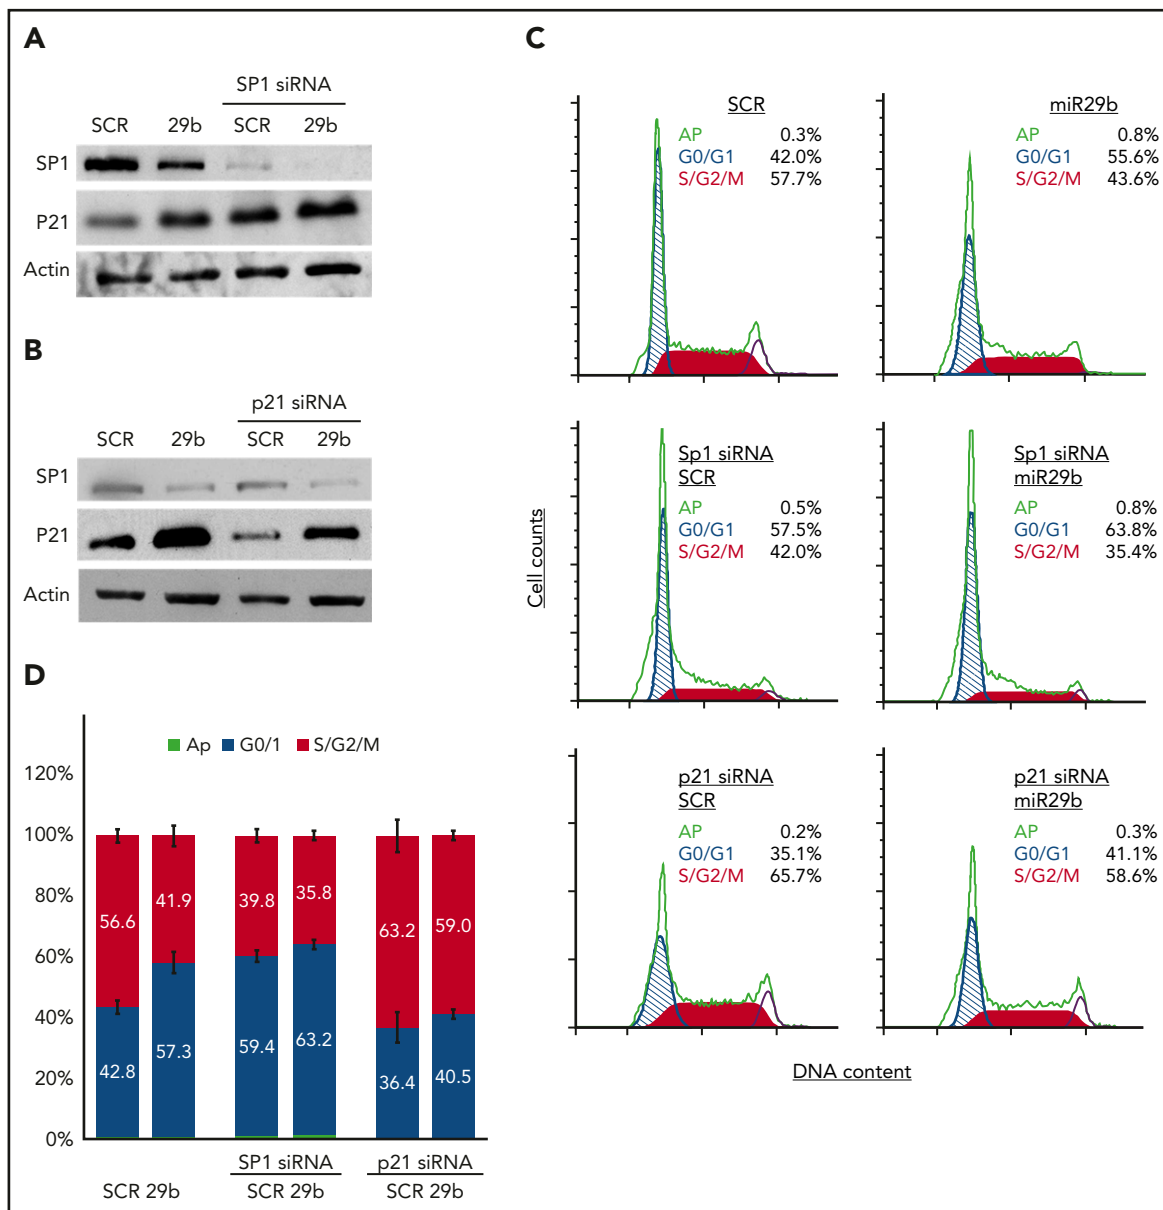 A
SP1 siRNA
SCR 29b SCR 29b
SP1
P21
Actin
B
p21 siRNA
SCR 29b SCR 29b
SP1
P21
Actin
C
Cell counts
SCR
AP 0.3%
G0/G1 42.0%
S/G2/M 57.7%
miR29b
AP 0.8%
G0/G1 55.6%
S/G2/M 43.6%
Sp1 siRNA
SCR
AP 0.5%
G0/G1 57.5%
S/G2/M 42.0%
Sp1 siRNA
miR29b
AP 0.8%
G0/G1 63.8%
S/G2/M 35.4%
p21 siRNA
SCR
AP 0.2%
G0/G1 35.1%
S/G2/M 65.7%
p21 siRNA
miR29b
AP 0.3%
G0/G1 41.1%
S/G2/M 58.6%
DNA content
D
Ap G0/1 S/G2/M
120%
100%
80%
60%
40%
20%
0%
56.6 41.9 39.8 35.8 63.2 59.0
42.8 57.3 59.4 63.2 36.4 40.5
SP1 siRNA p21 siRNA
SCR 29b SCR 29b SCR 29b